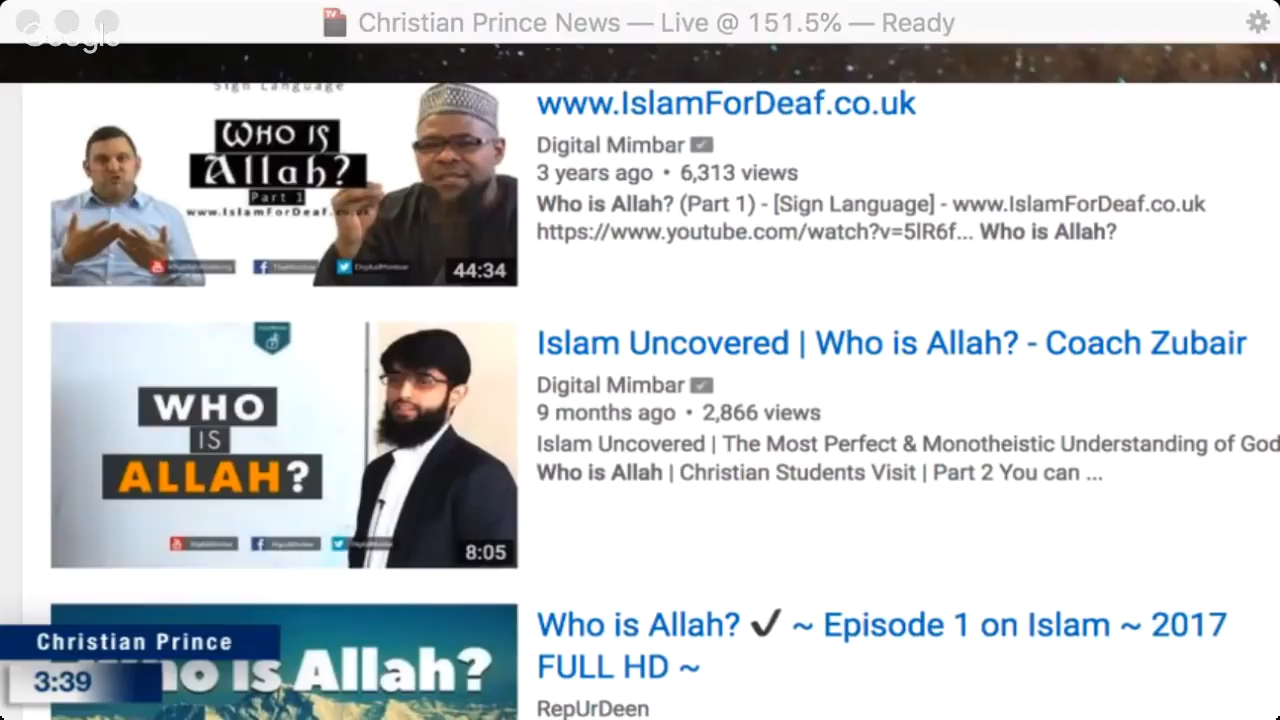 Christian Prince News — Live @ 151.5% — Ready
Google
Sign Language
WHO IS
Allah?
Part 1
www.IslamForDeaf.co.uk
44:34
www.IslamForDeaf.co.uk
Digital Mimbar
3 years ago • 6,313 views
Who is Allah? (Part 1) - [Sign Language] - www.IslamForDeaf.co.uk
https://www.youtube.com/watch?v=5lR6f... Who is Allah?
WHO
IS
ALLAH?
8:05
Islam Uncovered | Who is Allah? - Coach Zubair
Digital Mimbar
9 months ago • 2,866 views
Islam Uncovered | The Most Perfect & Monotheistic Understanding of God
Who is Allah | Christian Students Visit | Part 2 You can ...
Who is Allah?
Who is Allah? ✔ ~ Episode 1 on Islam ~ 2017
FULL HD ~
RepUrDeen
Christian Prince
3:39